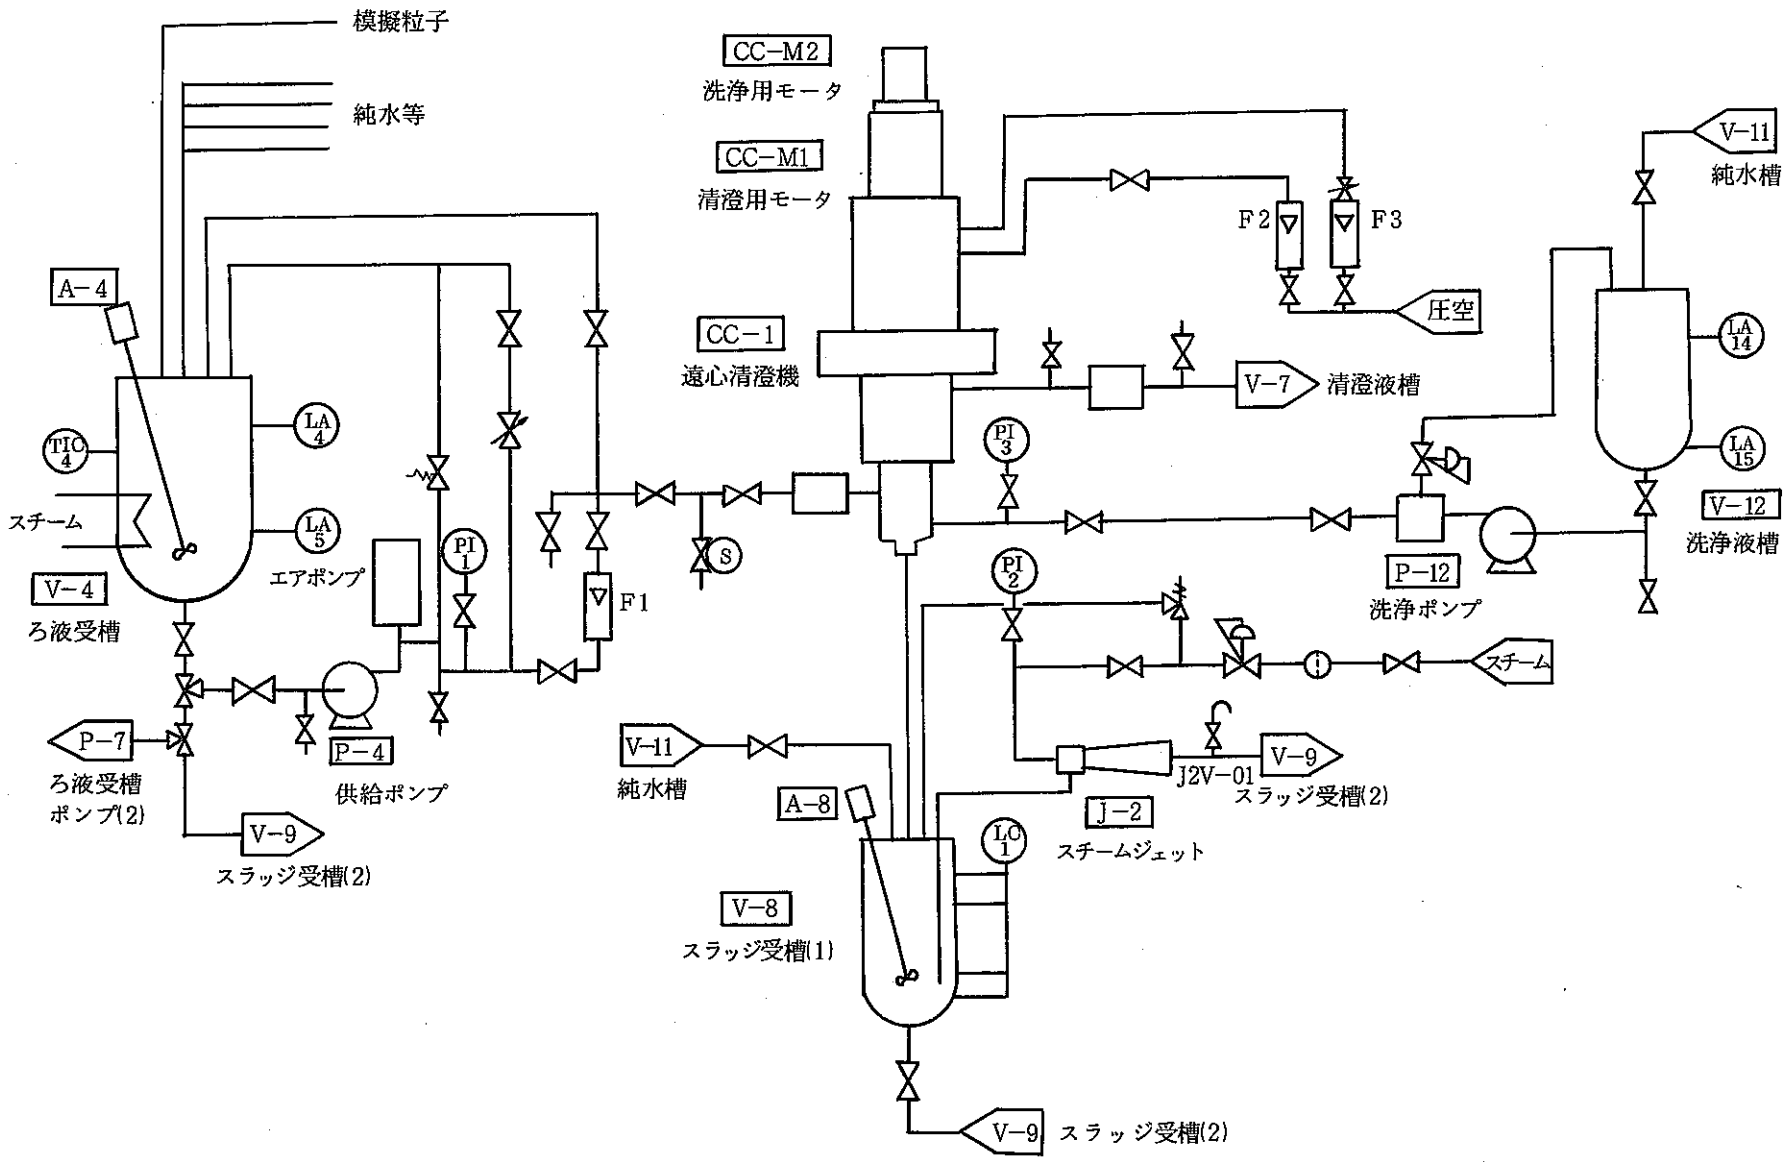 模擬粒子
純水等
A-4
TIC
4
LA
4
LA
5
スチーム
V-4
ろ液受槽
エアポンプ
PI
1
F1
P-7
ろ液受槽
ポンプ(2)
P-4
供給ポンプ
V-9
スラッジ受槽(2)
CC-M2
洗浄用モータ
CC-M1
清澄用モータ
CC-1
遠心清澄機
F2
F3
圧空
V-7
清澄液槽
PI
3
S
V-11
純水槽
LA
14
LA
15
V-12
洗浄液槽
P-12
洗浄ポンプ
PI
2
スチーム
V-11
純水槽
J2V-01
V-9
スラッジ受槽(2)
J-2
スチームジェット
A-8
LC
1
V-8
スラッジ受槽(1)
V-9
スラッジ受槽(2)